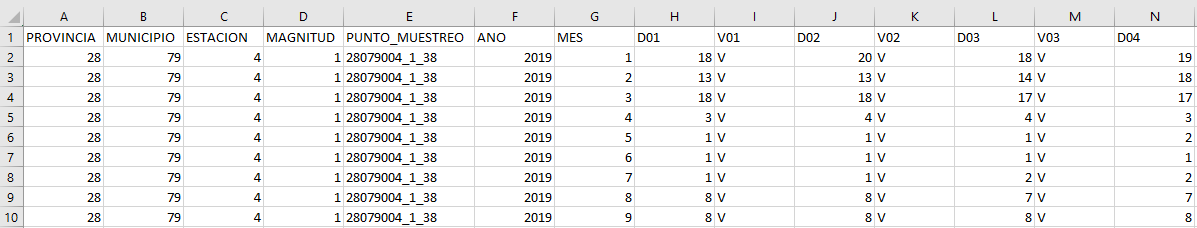 A B C D E F G H I J K L M N
1 PROVINCIA MUNICIPIO ESTACION MAGNITUD PUNTO_MUESTREO ANO MES D01 V01 D02 V02 D03 V03 D04
2 28 79 4 1 28079004_1_38 2019 1 18 V 20 V 18 V 19
3 28 79 4 1 28079004_1_38 2019 2 13 V 13 V 14 V 18
4 28 79 4 1 28079004_1_38 2019 3 18 V 18 V 17 V 17
5 28 79 4 1 28079004_1_38 2019 4 3 V 4 V 4 V 3
6 28 79 4 1 28079004_1_38 2019 5 1 V 1 V 1 V 2
7 28 79 4 1 28079004_1_38 2019 6 1 V 1 V 1 V 1
8 28 79 4 1 28079004_1_38 2019 7 1 V 1 V 2 V 2
9 28 79 4 1 28079004_1_38 2019 8 8 V 8 V 7 V 7
10 28 79 4 1 28079004_1_38 2019 9 8 V 8 V 8 V 8